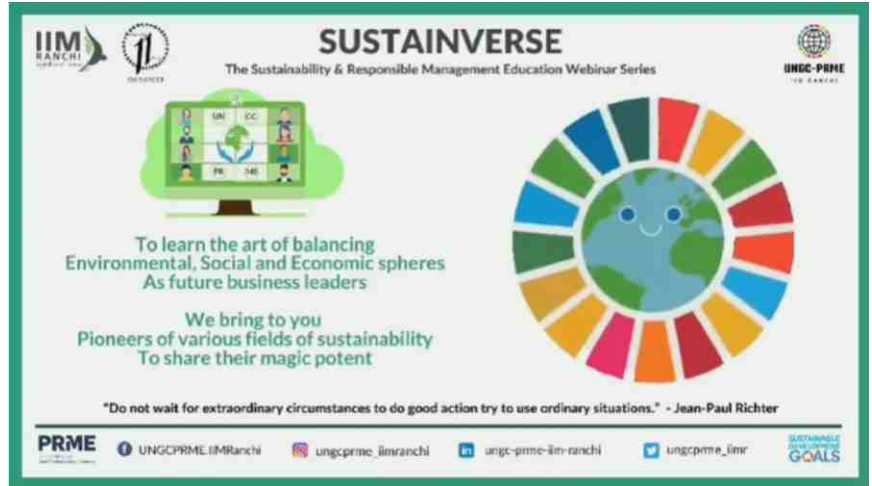 IIM
RANCHI
SUSTAINVERSE
The Sustainability & Responsible Management Education Webinar Series
UNGC-PRME
IIM RANCHI
UN GC
PR ME
To learn the art of balancing
Environmental, Social and Economic spheres
As future business leaders
We bring to you
Pioneers of various fields of sustainability
To share their magic potent
"Do not wait for extraordinary circumstances to do good action try to use ordinary situations." - Jean-Paul Richter
PRME
UNGCPRME.IIMRanchi
ungcprme_iimranchi
ungc-prme-iim-ranchi
ungcprme_iimr
SUSTAINABLE
DEVELOPMENT
GOALS